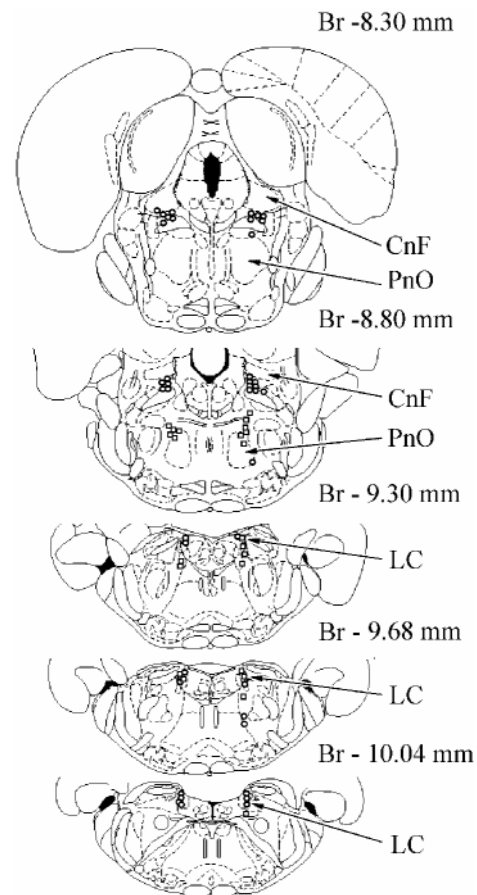 Br -8.30 mm
CnF
PnO
Br -8.80 mm
CnF
PnO
Br - 9.30 mm
LC
Br - 9.68 mm
LC
Br - 10.04 mm
LC